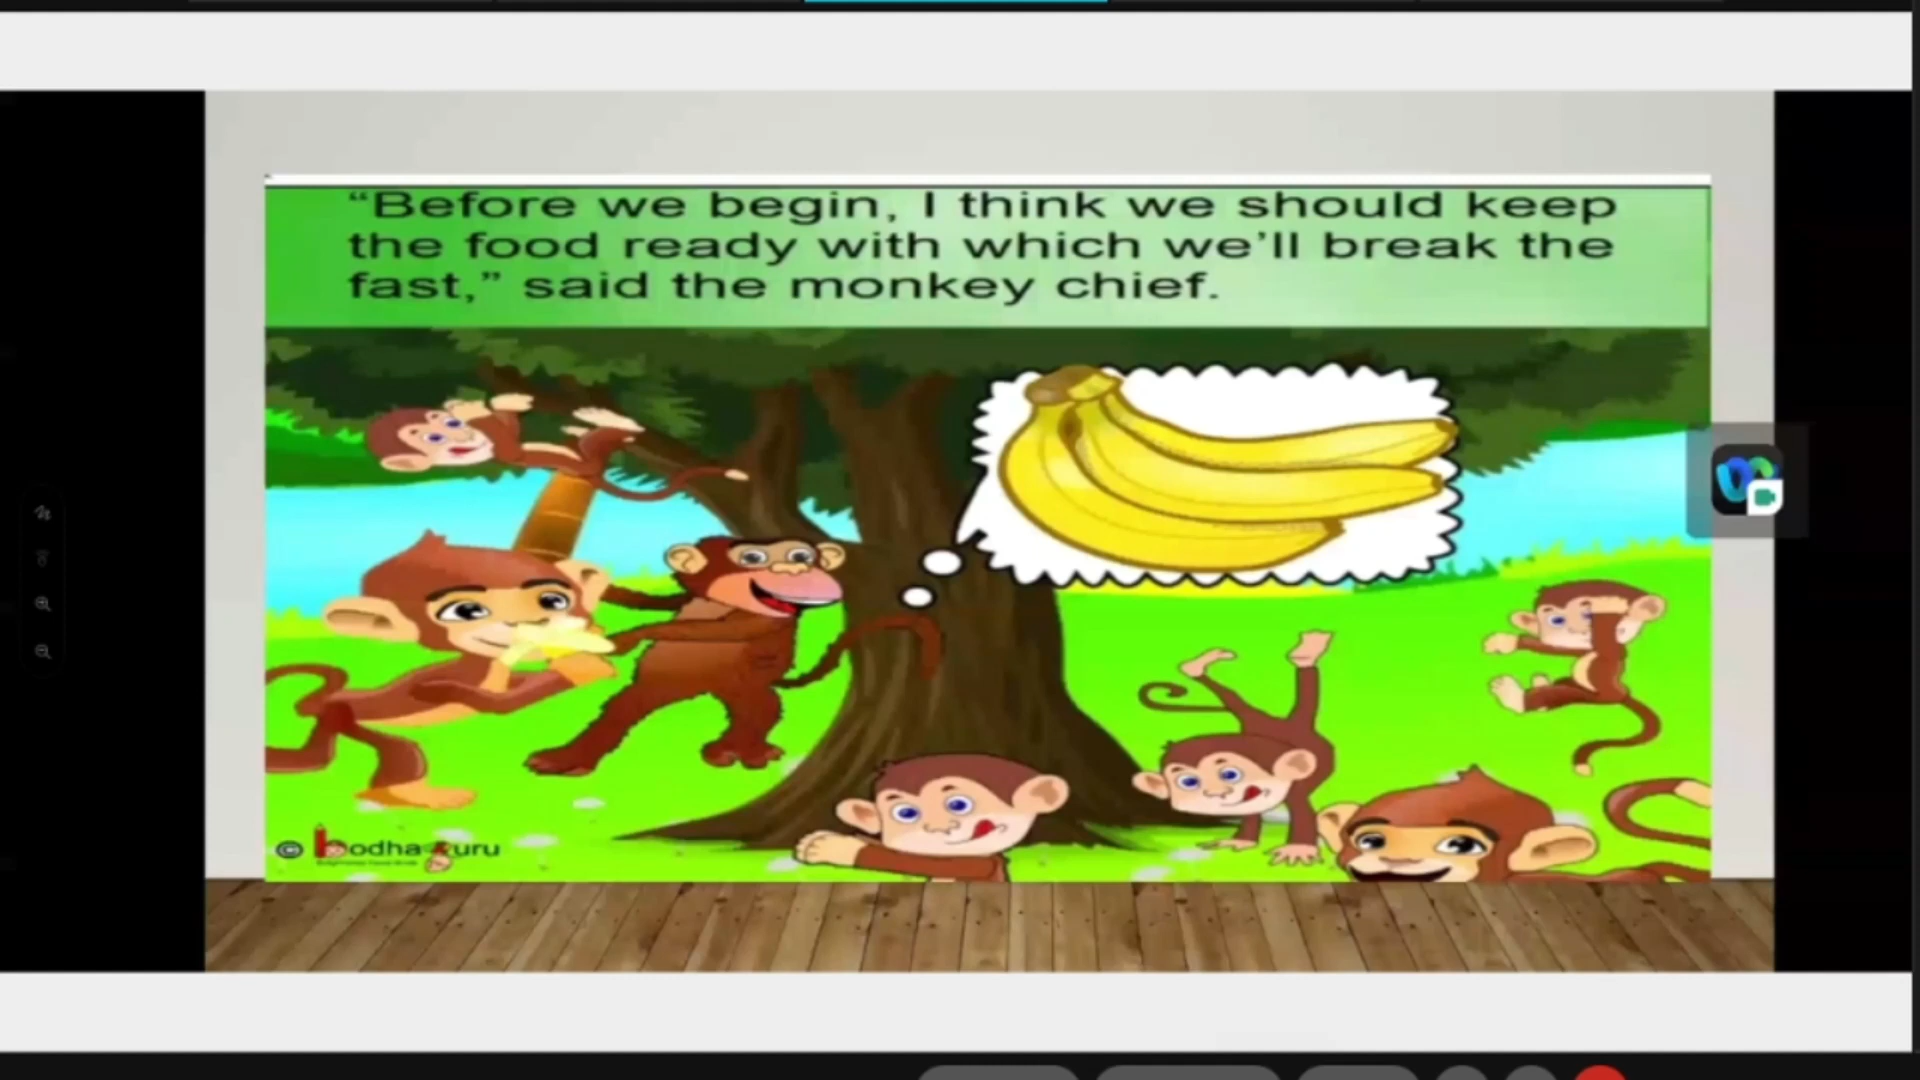 “Before we begin, I think we should keep
the food ready with which we’ll break the
fast,” said the monkey chief.
© bodhaGuru